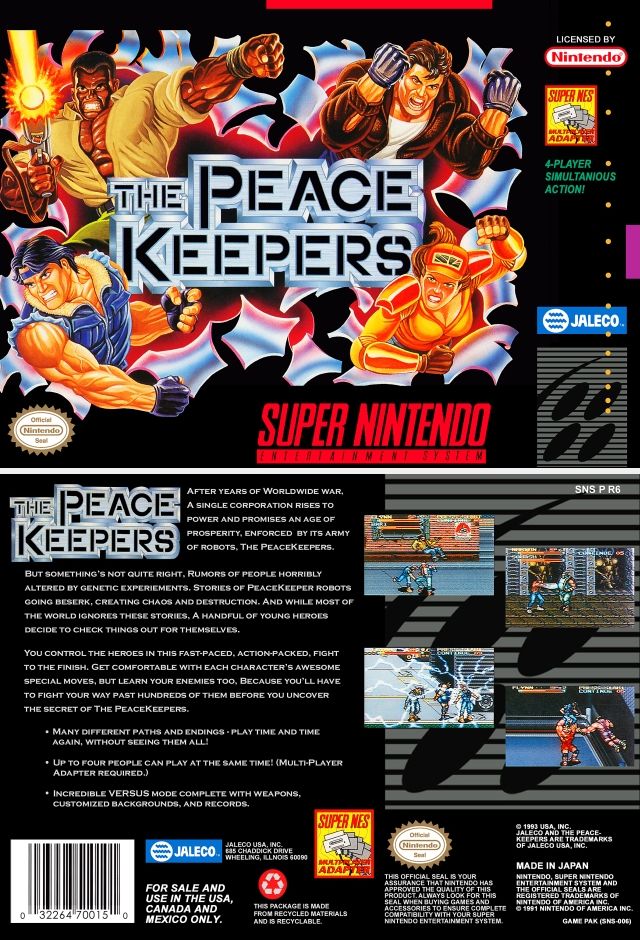 LICENSED BY
Nintendo
SUPER NES
MULTIPLAYER
ADAPTER
4-PLAYER
SIMULTANIOUS
ACTION!
THE PEACE
KEEPERS
SL
JALECO™
Official
Nintendo
Seal
SUPER NINTENDO
ENTERTAINMENT SYSTEM
SNS P R6
THE PEACE
KEEPERS
AFTER YEARS OF WORLDWIDE WAR,
A SINGLE CORPORATION RISES TO
POWER AND PROMISES AN AGE OF
PROSPERITY, ENFORCED BY ITS ARMY
OF ROBOTS, THE PEACEKEEPERS.
BUT SOMETHING'S NOT QUITE RIGHT, RUMORS OF PEOPLE HORRIBLY
ALTERED BY GENETIC EXPERIEMENTS. STORIES OF PEACEKEEPER ROBOTS
GOING BESERK, CREATING CHAOS AND DESTRUCTION. AND WHILE MOST OF
THE WORLD IGNORES THESE STORIES, A HANDFUL OF YOUNG HEROES
DECIDE TO CHECK THINGS OUT FOR THEMSELVES.
YOU CONTROL THE HEROES IN THIS FAST-PACED, ACTION-PACKED, FIGHT
TO THE FINISH. GET COMFORTABLE WITH EACH CHARACTER'S AWESOME
SPECIAL MOVES, BUT LEARN YOUR ENEMIES TOO, BECAUSE YOU'LL HAVE
TO FIGHT YOUR WAY PAST HUNDREDS OF THEM BEFORE YOU UNCOVER
THE SECRET OF THE PEACEKEEPERS.
• MANY DIFFERENT PATHS AND ENDINGS - PLAY TIME AND TIME
AGAIN, WITHOUT SEEING THEM ALL!
• UP TO FOUR PEOPLE CAN PLAY AT THE SAME TIME! (MULTI-PLAYER
ADAPTER REQUIRED.)
• INCREDIBLE VERSUS MODE COMPLETE WITH WEAPONS,
CUSTOMIZED BACKGROUNDS, AND RECORDS.
0 32264 70015 0
JALECO™
JALECO USA, INC.
685 CHADDICK DRIVE
WHEELING, ILLNOIS 60090
FOR SALE AND
USE IN THE USA,
CANADA AND
MEXICO ONLY.
THIS PACKAGE IS MADE
FROM RECYCLED MATERIALS
AND IS RECYCLABLE.
SUPER NES
MULTIPLAYER
ADAPTER
Official
Nintendo
Seal
THIS OFFICIAL SEAL IS YOUR
ASSURANCE THAT NINTENDO HAS
APPROVED THE QUALITY OF THIS
PRODUCT. ALWAYS LOOK FOR THIS
SEAL WHEN BUYING GAMES AND
ACCESSORIES TO ENSURE COMPLETE
COMPATIBILITY WITH YOUR SUPER
NINTENDO ENTERTAINMENT SYSTEM.
© 1993 USA, INC.
JALECO AND THE PEACE-
KEEPERS ARE TRADEMARKS
OF JALECO USA, INC.
MADE IN JAPAN
NINTENDO, SUPER NINTENDO
ENTERTAINMENT SYSTEM AND
THE OFFICIAL SEALS ARE
REGISTERED TRADEMARKS OF
NINTENDO OF AMERICA INC.
© 1991 NINTENDO OF AMERICA INC.
GAME PAK (SNS-006)